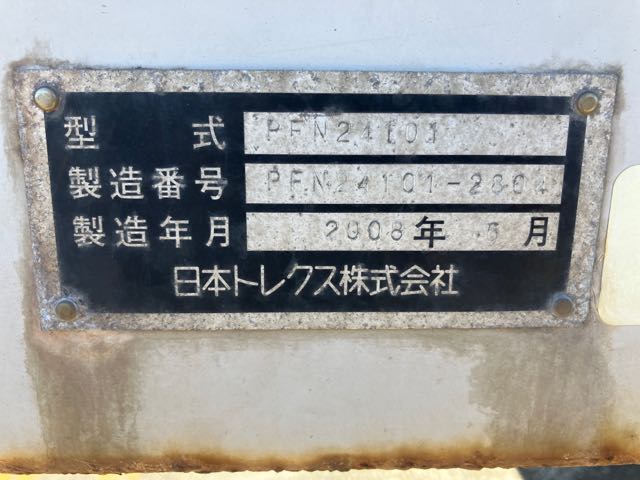 型式 PFN24101
製造番号 PFN24101-2804
製造年月 2008年 5月
日本トレクス株式会社